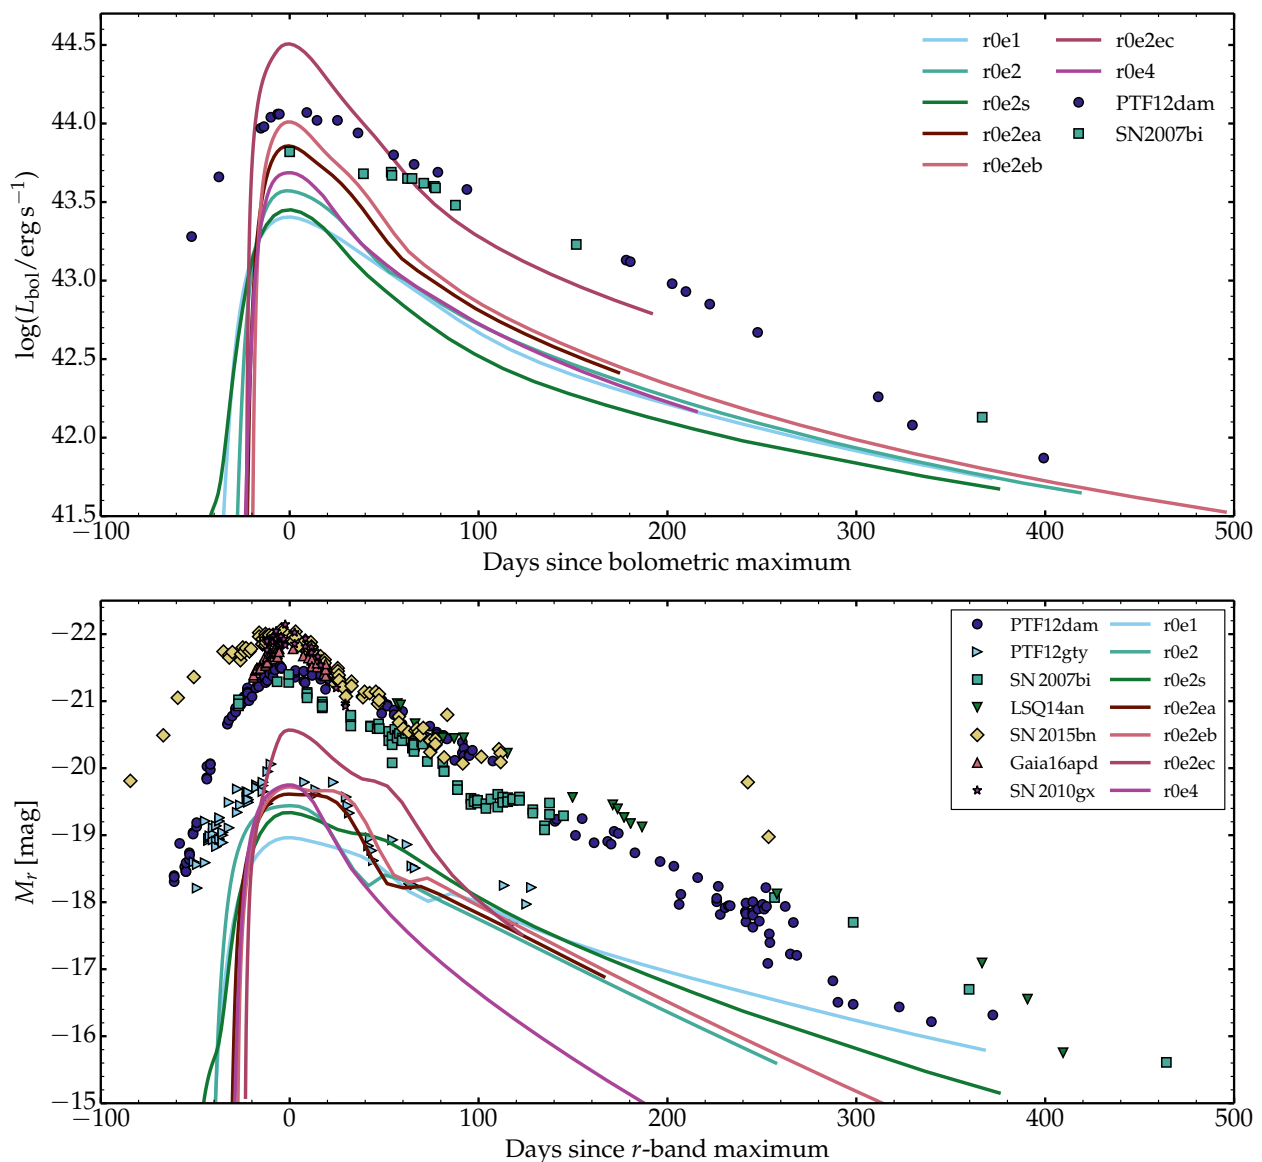 44.5
44.0
43.5
43.0
42.5
42.0
41.5
log(L_bol/erg s⁻¹)
r0e1
r0e2
r0e2s
r0e2ea
r0e2eb
r0e2ec
r0e4
PTF12dam
SN2007bi
−100 0 100 200 300 400 500
Days since bolometric maximum
−22
−21
−20
−19
−18
−17
−16
−15
M_r [mag]
PTF12dam
PTF12gty
SN 2007bi
LSQ14an
SN 2015bn
Gaia16apd
SN 2010gx
r0e1
r0e2
r0e2s
r0e2ea
r0e2eb
r0e2ec
r0e4
−100 0 100 200 300 400 500
Days since r-band maximum